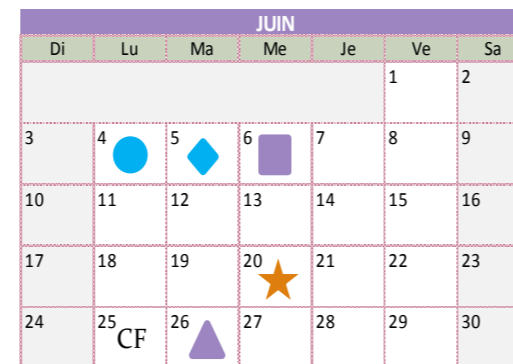 JUIN
Di Lu Ma Me Je Ve Sa
1 2
3 4 5 6 7 8 9
10 11 12 13 14 15 16
17 18 19 20 21 22 23
24 25 CF 26 27 28 29 30